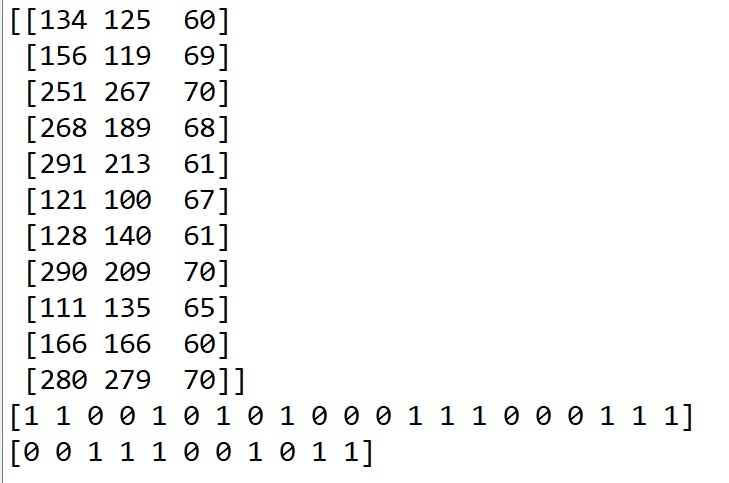 [[134 125  60]
 [156 119  69]
 [251 267  70]
 [268 189  68]
 [291 213  61]
 [121 100  67]
 [128 140  61]
 [290 209  70]
 [111 135  65]
 [166 166  60]
 [280 279  70]]
[1 1 0 0 1 0 1 0 1 0 0 0 1 1 1 0 0 0 1 1 1]
[0 0 1 1 1 0 0 1 0 1 1]